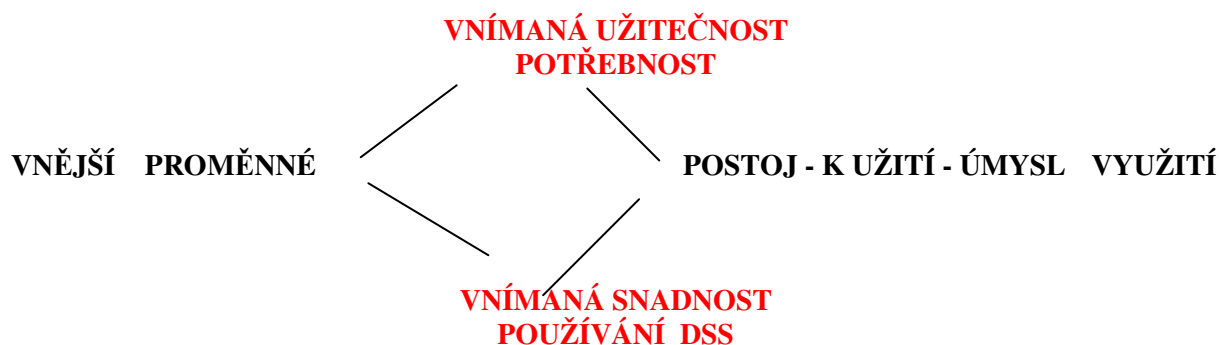 VNÍMANÁ UŽITEČNOST
POTŘEBNOST
VNĚJŠÍ PROMĚNNÉ
POSTOJ - K UŽITÍ - ÚMYSL VYUŽITÍ
VNÍMANÁ SNADNOST
POUŽÍVÁNÍ DSS